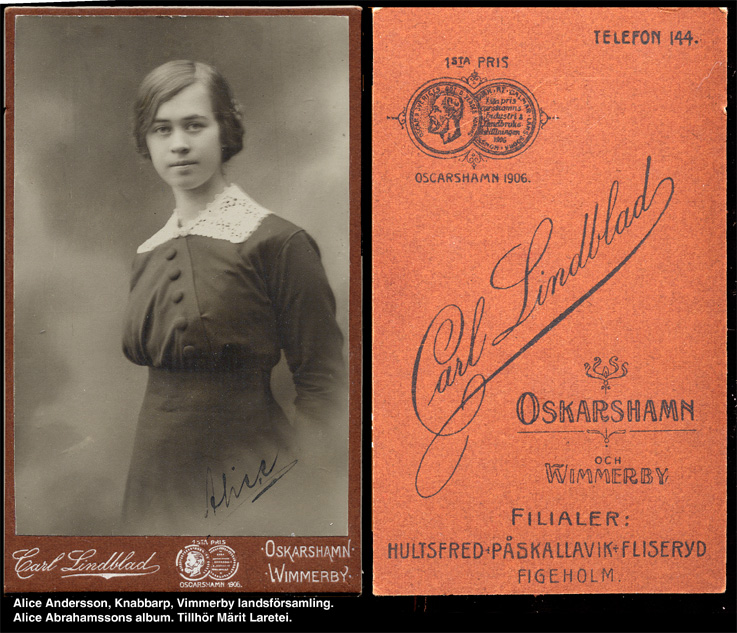 Alice
Carl Lindblad
1STA PRIS
OSCARSHAMN 1906.
OSKARSHAMN
WIMMERBY
Alice Andersson, Knabbarp, Vimmerby landsförsamling.
Alice Abrahamssons album. Tillhör Märit Laretei.
TELEFON 144.
1STA PRIS
OSCARSHAMN 1906.
Carl Lindblad
OSKARSHAMN
OCH
WIMMERBY
FILIALER:
HULTSFRED+PÅSKALLAVIK+FLISERYD
FIGEHOLM.